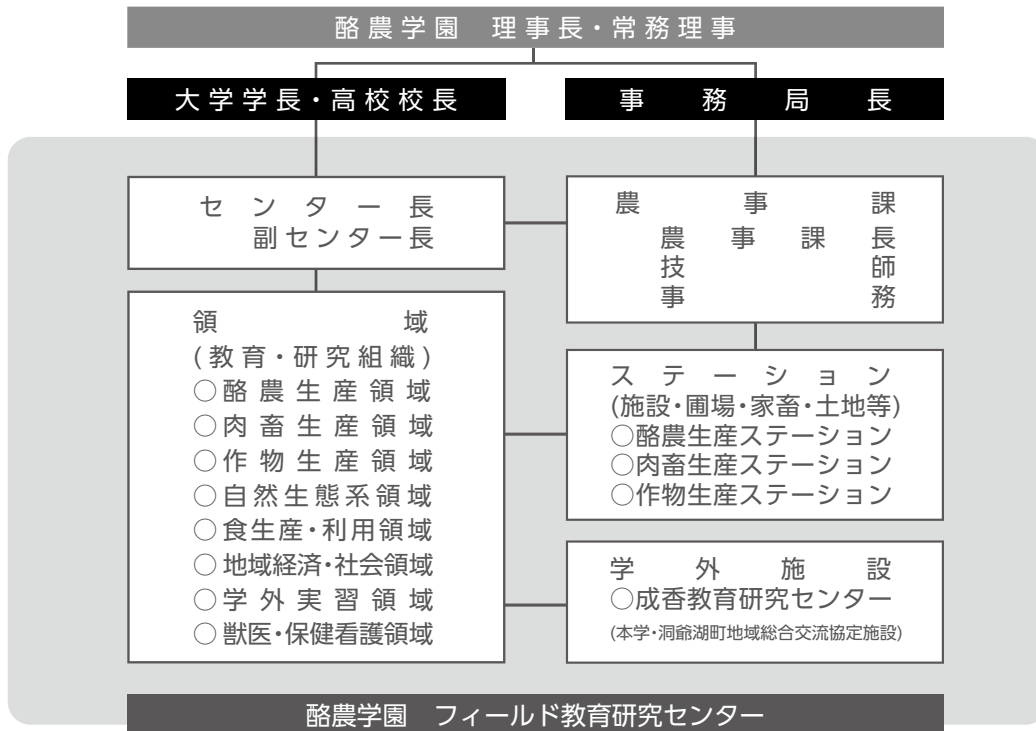 酪農学園 理事長・常務理事
大学学長・高校校長
事務局長
センター長
副センター長
農事課
農事課長
技師
事務
領域
(教育・研究組織)
○酪農生産領域
○肉畜生産領域
○作物生産領域
○自然生態系領域
○食生産・利用領域
○地域経済・社会領域
○学外実習領域
○獣医・保健看護領域
ステーション
(施設・圃場・家畜・土地等)
○酪農生産ステーション
○肉畜生産ステーション
○作物生産ステーション
学外施設
○成香教育研究センター
(本学・洞爺湖町地域総合交流協定施設)
酪農学園 フィールド教育研究センター